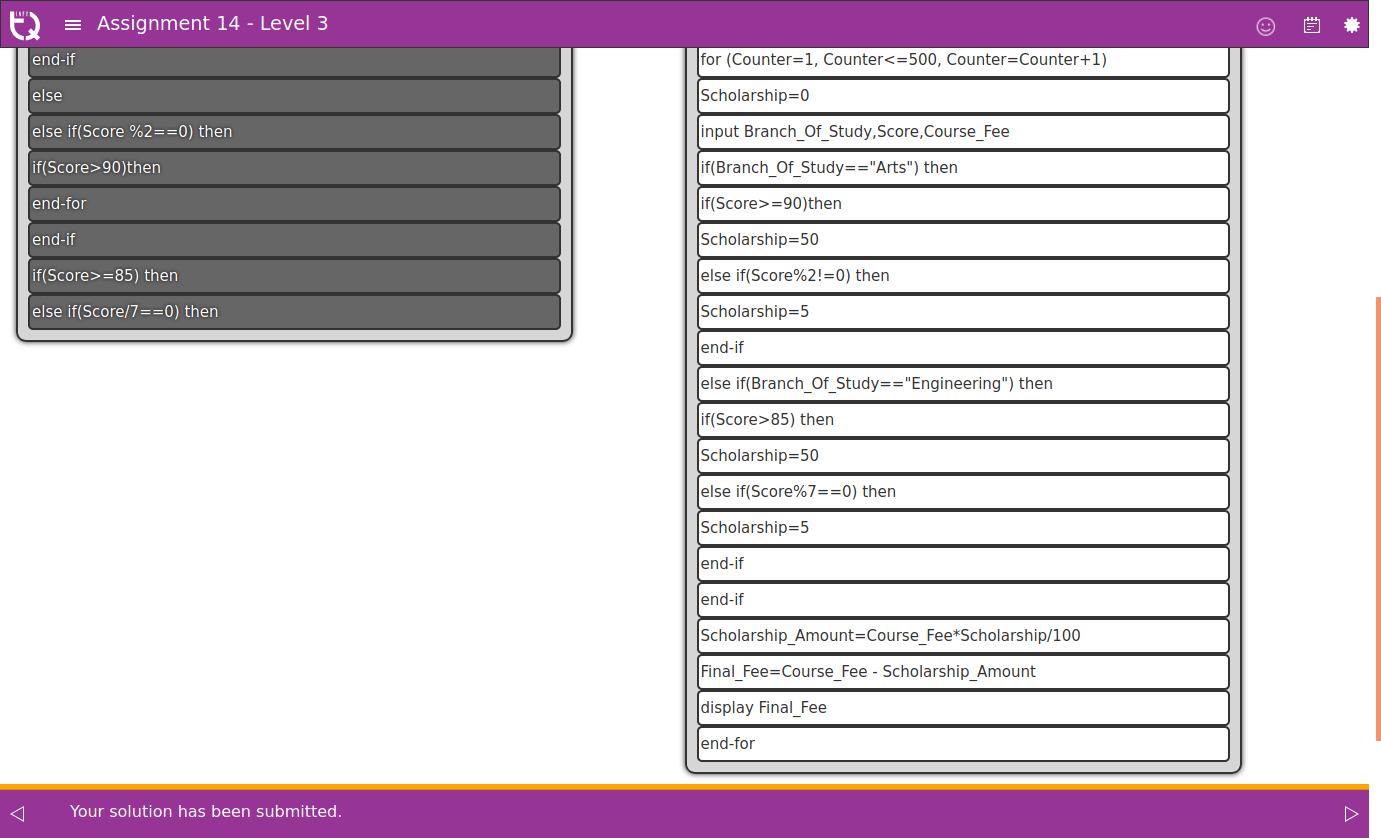 INFY
TQ
Assignment 14 - Level 3
end-if
else
else if(Score %2==0) then
if(Score>90)then
end-for
end-if
if(Score>=85) then
else if(Score/7==0) then
for (Counter=1, Counter<=500, Counter=Counter+1)
Scholarship=0
input Branch_Of_Study,Score,Course_Fee
if(Branch_Of_Study=="Arts") then
if(Score>=90)then
Scholarship=50
else if(Score%2!=0) then
Scholarship=5
end-if
else if(Branch_Of_Study=="Engineering") then
if(Score>85) then
Scholarship=50
else if(Score%7==0) then
Scholarship=5
end-if
end-if
Scholarship_Amount=Course_Fee*Scholarship/100
Final_Fee=Course_Fee - Scholarship_Amount
display Final_Fee
end-for
Your solution has been submitted.